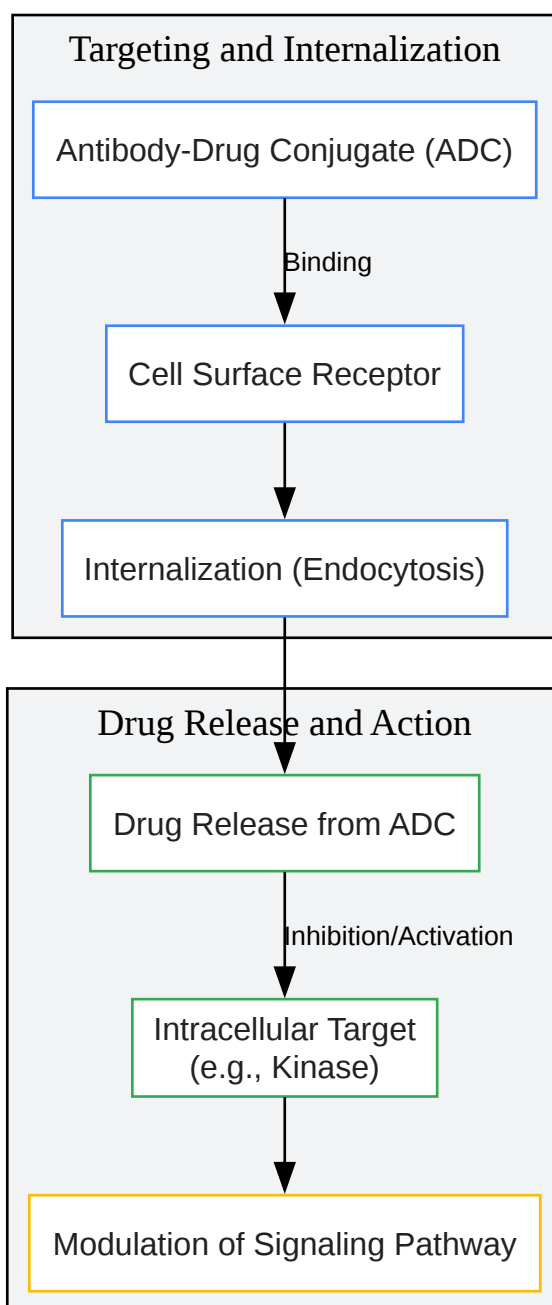 Targeting and Internalization
Antibody-Drug Conjugate (ADC)
Binding
Cell Surface Receptor
Internalization (Endocytosis)
Drug Release and Action
Drug Release from ADC
Inhibition/Activation
Intracellular Target
(e.g., Kinase)
Modulation of Signaling Pathway